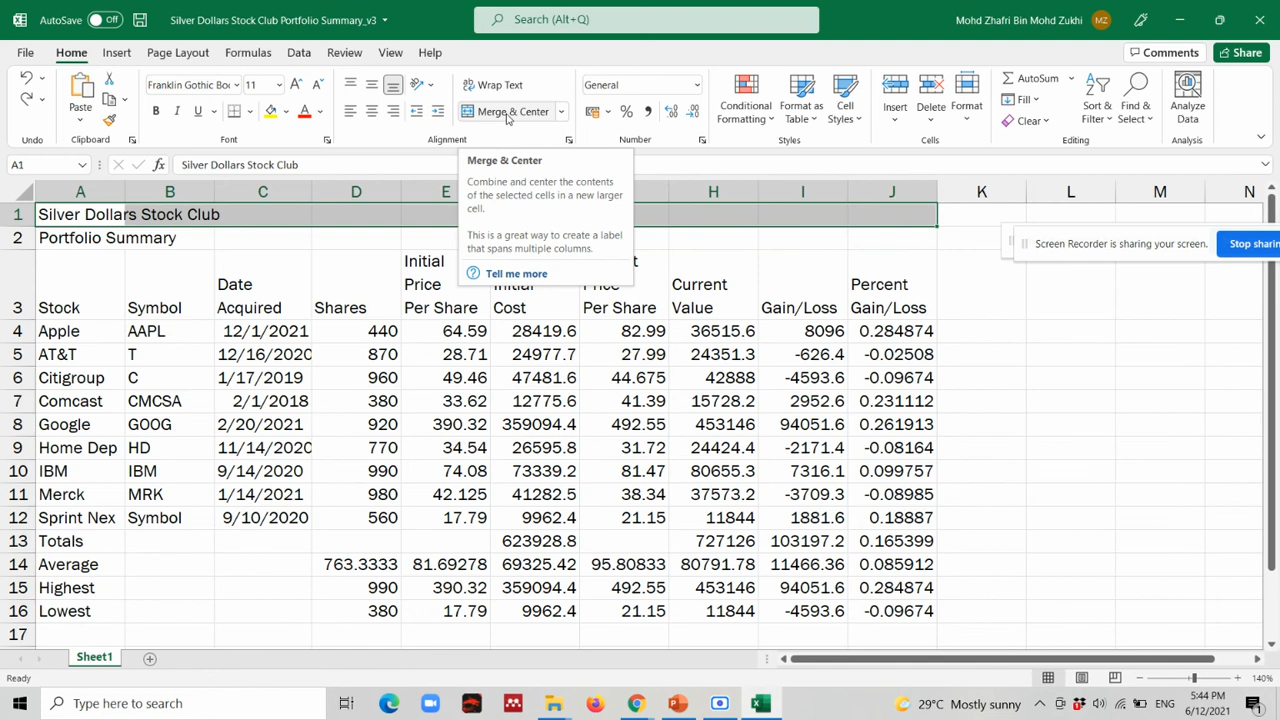 AutoSave Off Silver Dollars Stock Club Portfolio Summary_v3 Search (Alt+Q) Mohd Zhafri Bin Mohd Zukhi MZ
File Home Insert Page Layout Formulas Data Review View Help Comments Share
Franklin Gothic Bo 11 Wrap Text General AutoSum
Paste Merge & Center Conditional Formatting Format as Table Cell Styles Insert Delete Format Fill Sort & Filter Find & Select Analyze Data
Clear
Undo Clipboard Font Alignment Number Styles Cells Editing Analysis
A1 fx Silver Dollars Stock Club
Merge & Center
Combine and center the contents
of the selected cells in a new larger
cell.
This is a great way to create a label
that spans multiple columns.
Tell me more
A B C D E H I J K L M N
1 Silver Dollars Stock Club
2 Portfolio Summary
Screen Recorder is sharing your screen. Stop sharin
Initial
Date Price Current Percent
3 Stock Symbol Acquired Shares Per Share Cost Per Share Value Gain/Loss Gain/Loss
4 Apple AAPL 12/1/2021 440 64.59 28419.6 82.99 36515.6 8096 0.284874
5 AT&T T 12/16/2020 870 28.71 24977.7 27.99 24351.3 -626.4 -0.02508
6 Citigroup C 1/17/2019 960 49.46 47481.6 44.675 42888 -4593.6 -0.09674
7 Comcast CMCSA 2/1/2018 380 33.62 12775.6 41.39 15728.2 2952.6 0.231112
8 Google GOOG 2/20/2021 920 390.32 359094.4 492.55 453146 94051.6 0.261913
9 Home Dep HD 11/14/2020 770 34.54 26595.8 31.72 24424.4 -2171.4 -0.08164
10 IBM IBM 9/14/2020 990 74.08 73339.2 81.47 80655.3 7316.1 0.099757
11 Merck MRK 1/14/2021 980 42.125 41282.5 38.34 37573.2 -3709.3 -0.08985
12 Sprint Nex Symbol 9/10/2020 560 17.79 9962.4 21.15 11844 1881.6 0.18887
13 Totals 623928.8 727126 103197.2 0.165399
14 Average 763.3333 81.69278 69325.42 95.80833 80791.78 11466.36 0.085912
15 Highest 990 390.32 359094.4 492.55 453146 94051.6 0.284874
16 Lowest 380 17.79 9962.4 21.15 11844 -4593.6 -0.09674
17
Sheet1
Ready 140%
Type here to search 29°C Mostly sunny ENG 5:44 PM
6/12/2021